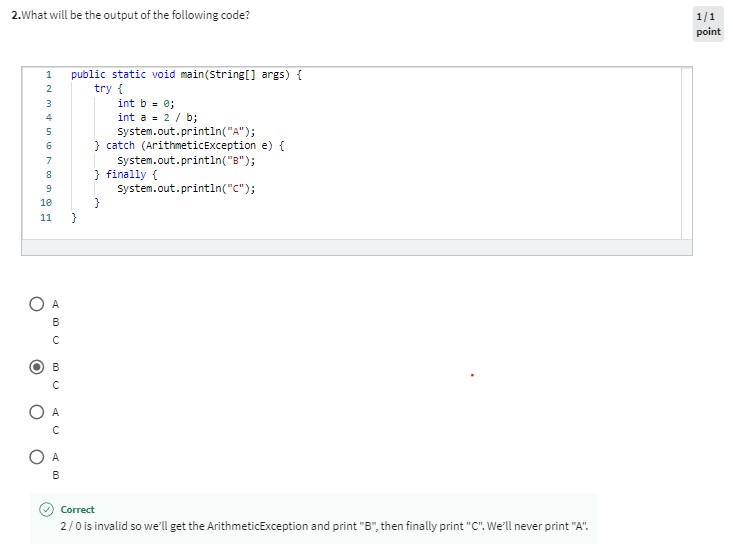 2.What will be the output of the following code?
1/1
point
1 public static void main(String[] args) {
2 try {
3 int b = 0;
4 int a = 2 / b;
5 System.out.println("A");
6 } catch (ArithmeticException e) {
7 System.out.println("B");
8 } finally {
9 System.out.println("C");
10 }
11 }
A
B
C
B
C
A
C
A
B
Correct
2 / 0 is invalid so we'll get the ArithmeticException and print "B", then finally print "C". We'll never print "A".